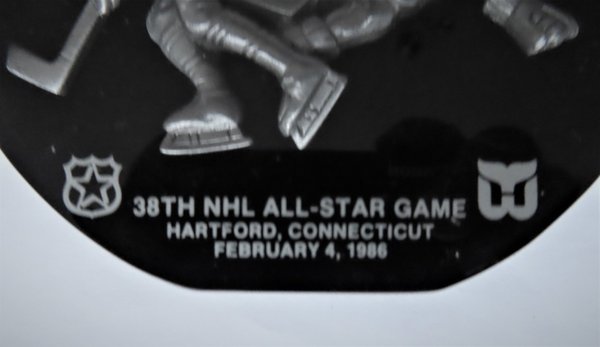 38TH NHL ALL-STAR GAME
HARTFORD, CONNECTICUT
FEBRUARY 4, 1986